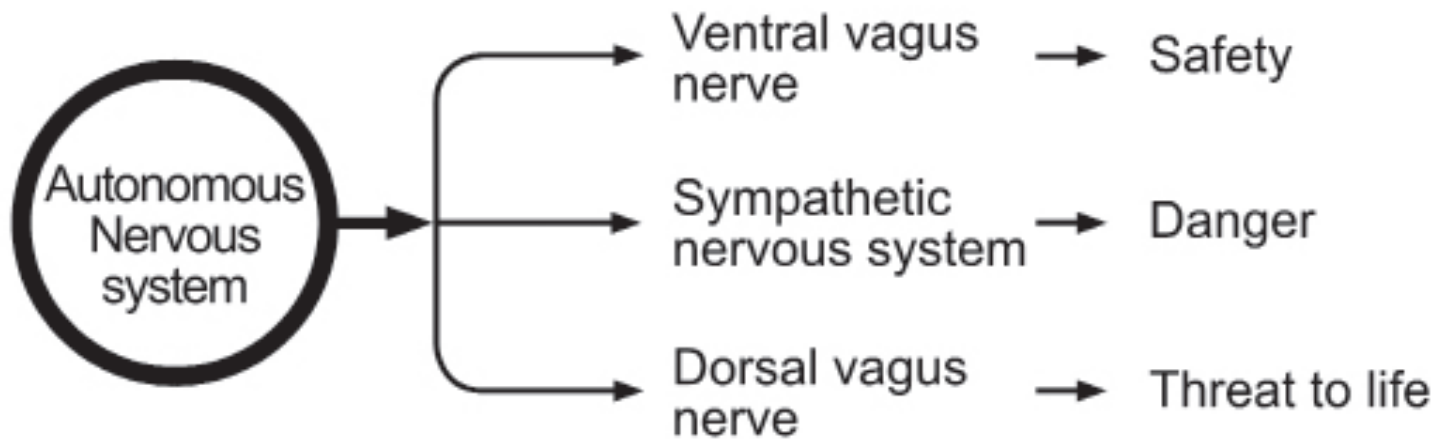 Autonomous
Nervous
system
Ventral vagus
nerve
Safety
Sympathetic
nervous system
Danger
Dorsal vagus
nerve
Threat to life